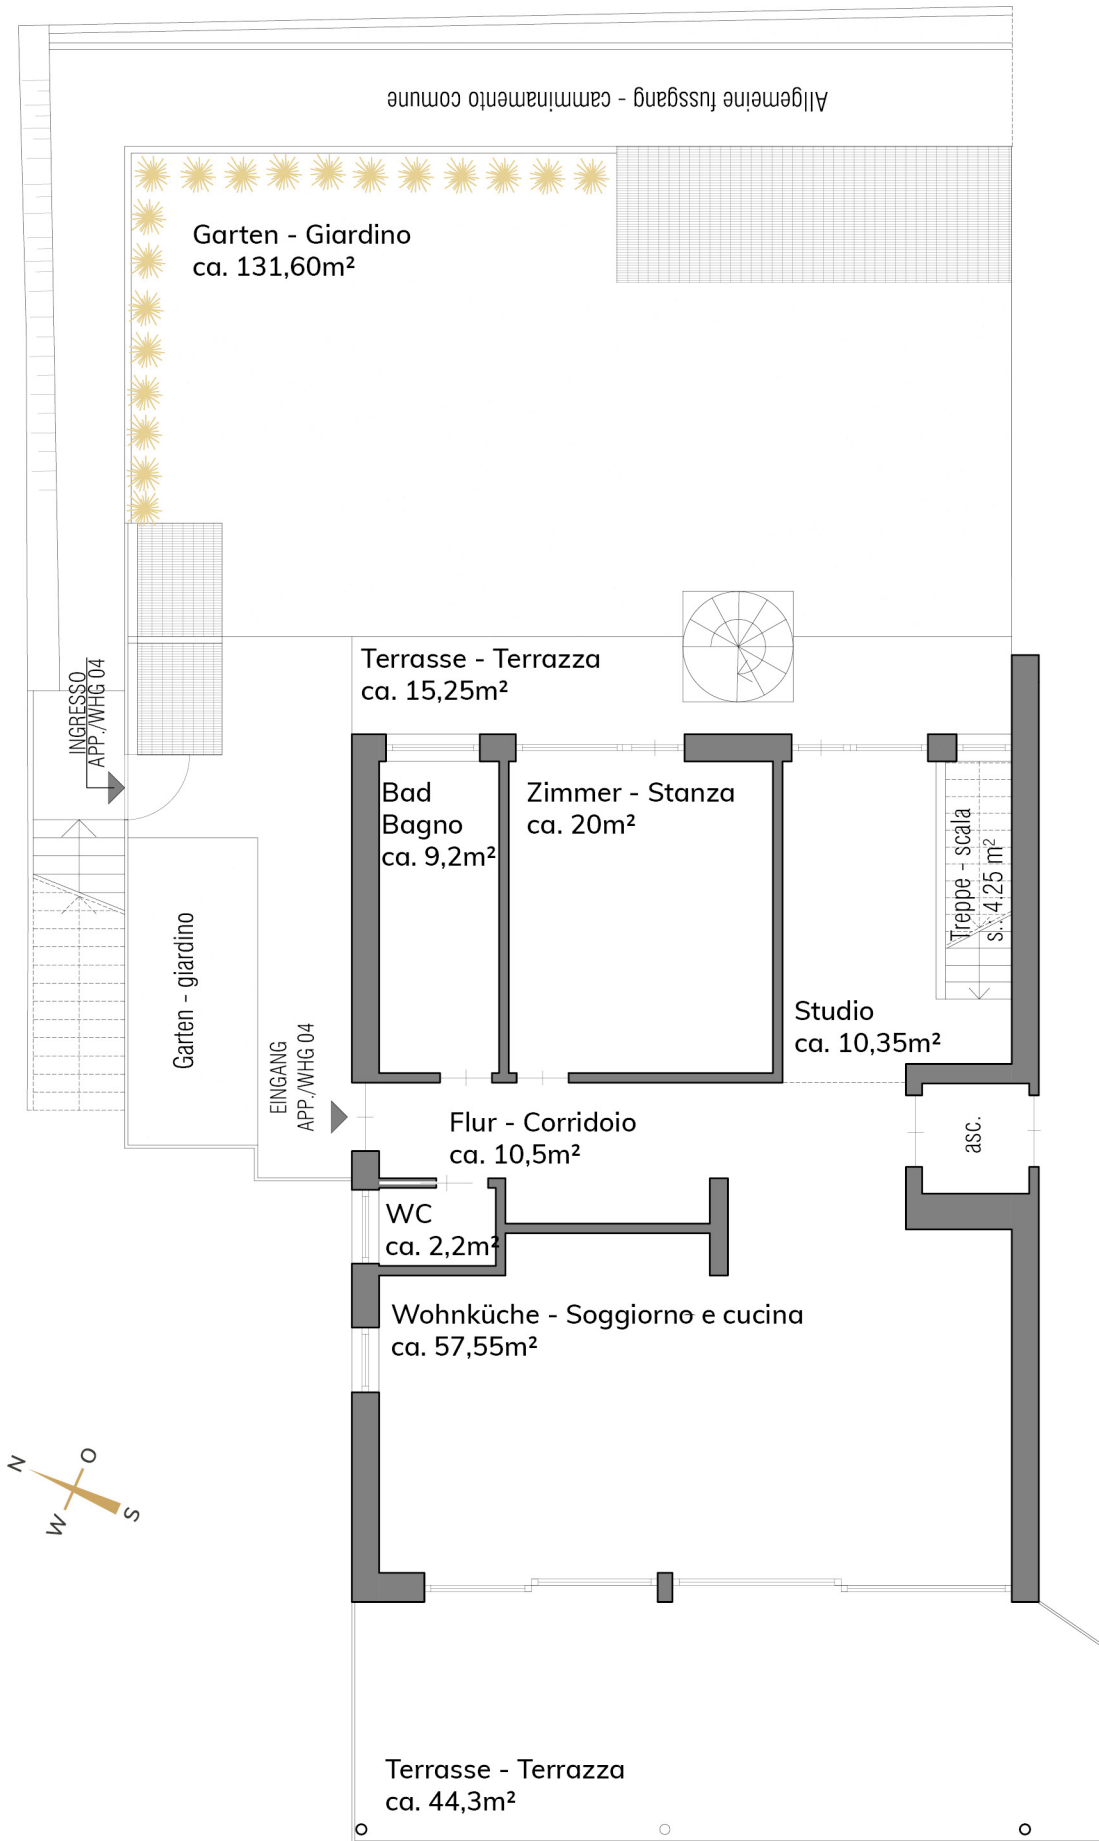 Allgemeine fussgang - camminamento comune
Garten - Giardino
ca. 131,60m²
INGRESSO
APP./WHG 04
Terrasse - Terrazza
ca. 15,25m²
Bad
Bagno
ca. 9,2m²
Zimmer - Stanza
ca. 20m²
Treppe - scala
s.: 4.25 m²
Garten - giardino
Studio
ca. 10,35m²
EINGANG
APP./WHG 04
Flur - Corridoio
ca. 10,5m²
asc.
WC
ca. 2,2m²
Wohnküche - Soggiorno e cucina
ca. 57,55m²
N
O
W
S
Terrasse - Terrazza
ca. 44,3m²